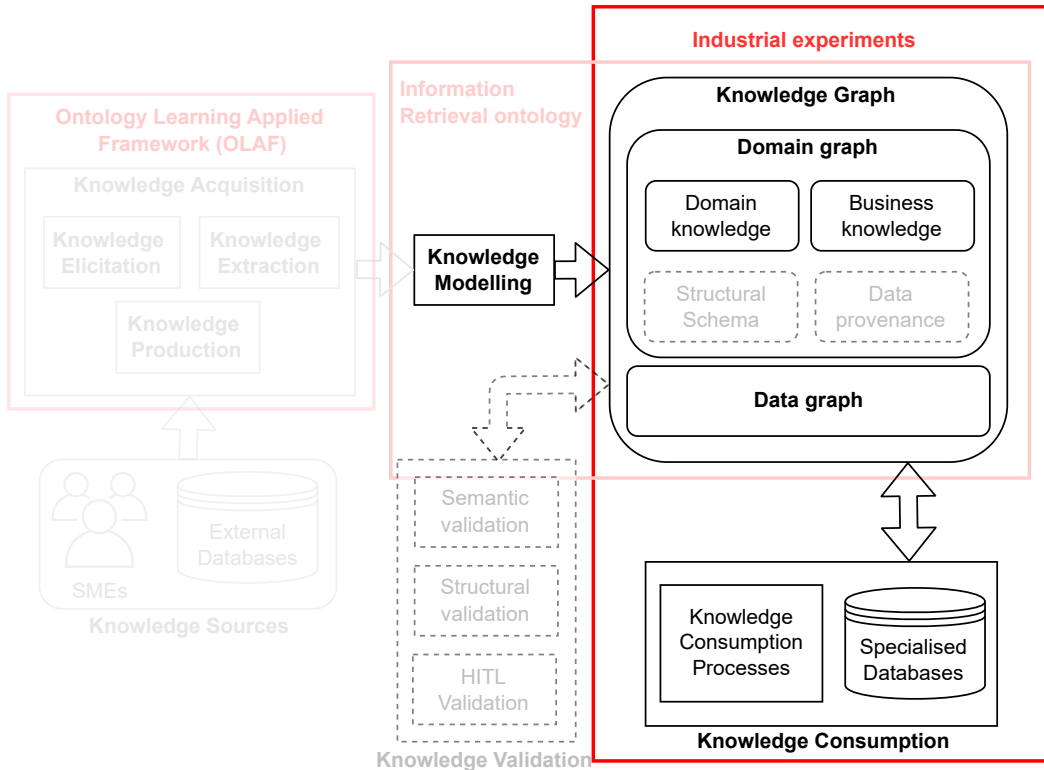 Industrial experiments
Information
Retrieval ontology
Knowledge Graph
Ontology Learning Applied
Framework (OLAF)
Domain graph
Knowledge Acquisition
Domain
knowledge
Business
knowledge
Knowledge
Elicitation
Knowledge
Extraction
Knowledge
Modelling
Structural
Schema
Data
provenance
Knowledge
Production
Data graph
Semantic
validation
External
Databases
SMEs
Knowledge Sources
Structural
validation
Knowledge
Consumption
Processes
Specialised
Databases
HITL
Validation
Knowledge Consumption
Knowledge Validation